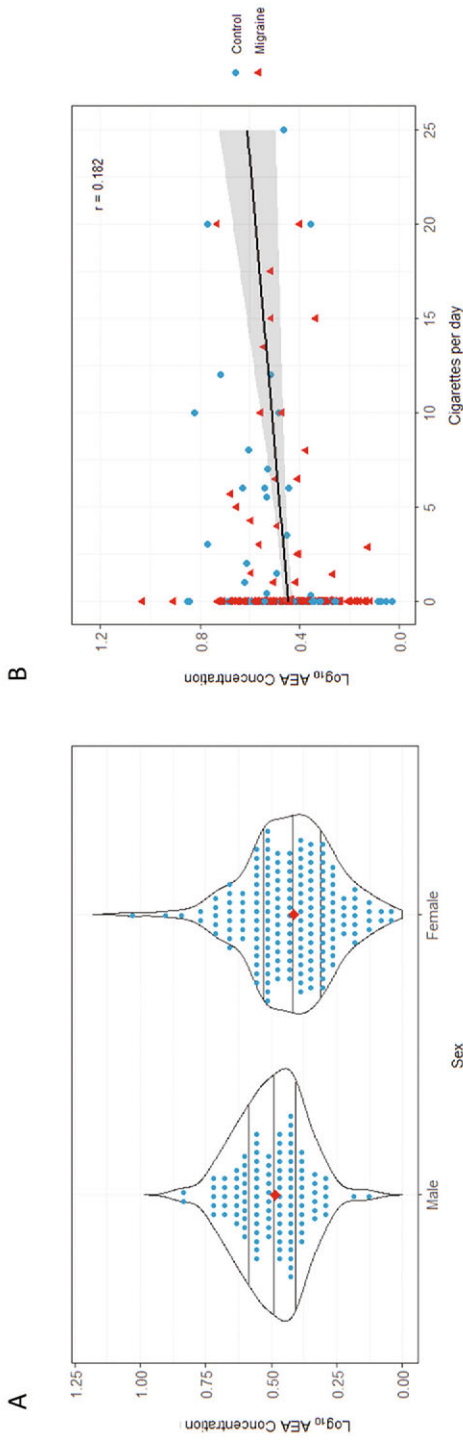 A
Log₁₀ AEA Concentration
1.25
1.00
0.75
0.50
0.25
0.00
Male
Female
Sex
B
Log₁₀ AEA Concentration
1.2
0.8
0.4
0.0
r = 0.182
0
5
10
15
20
25
Cigarettes per day
Control
Migraine